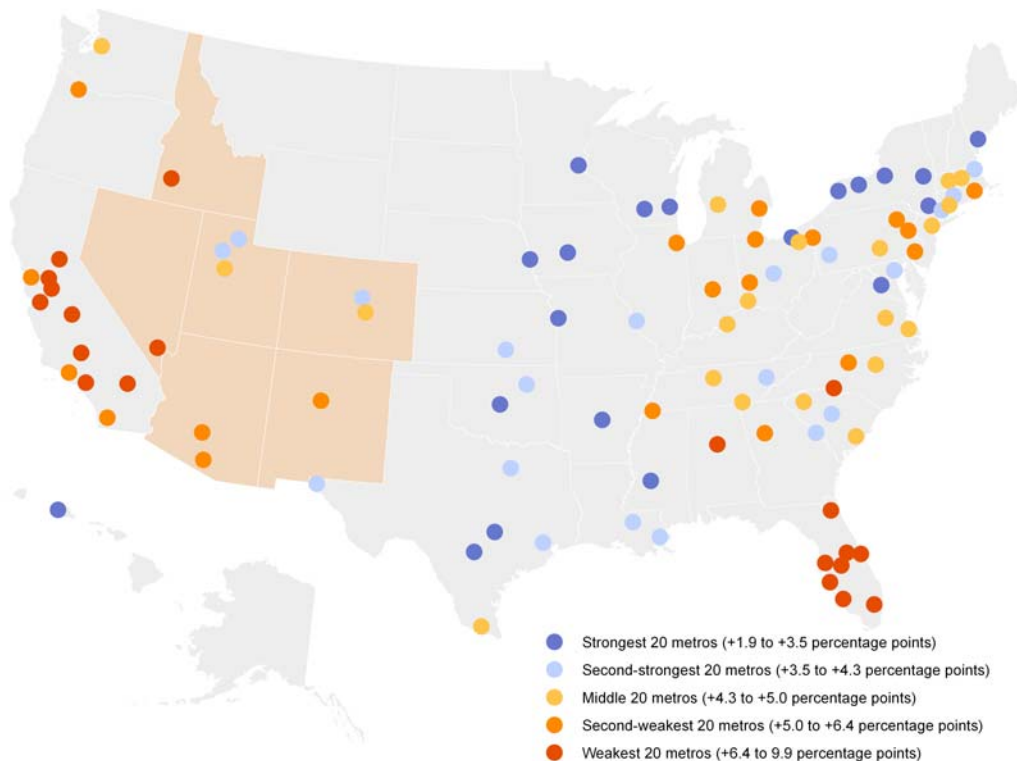 Strongest 20 metros (+1.9 to +3.5 percentage points)
Second-strongest 20 metros (+3.5 to +4.3 percentage points)
Middle 20 metros (+4.3 to +5.0 percentage points)
Second-weakest 20 metros (+5.0 to +6.4 percentage points)
Weakest 20 metros (+6.4 to 9.9 percentage points)